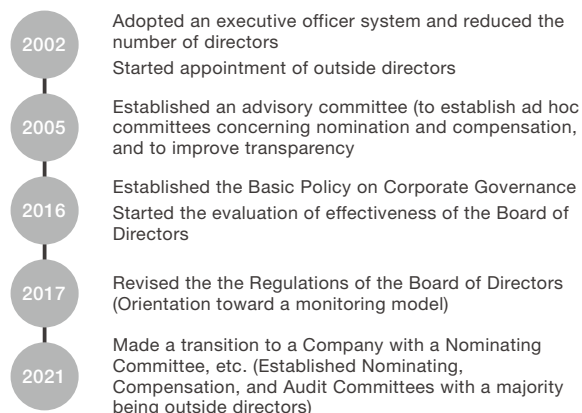 2002
Adopted an executive officer system and reduced the
number of directors
Started appointment of outside directors
2005
Established an advisory committee (to establish ad hoc
committees concerning nomination and compensation,
and to improve transparency
2016
Established the Basic Policy on Corporate Governance
Started the evaluation of effectiveness of the Board of
Directors
2017
Revised the the Regulations of the Board of Directors
(Orientation toward a monitoring model)
2021
Made a transition to a Company with a Nominating
Committee, etc. (Established Nominating,
Compensation, and Audit Committees with a majority
being outside directors)